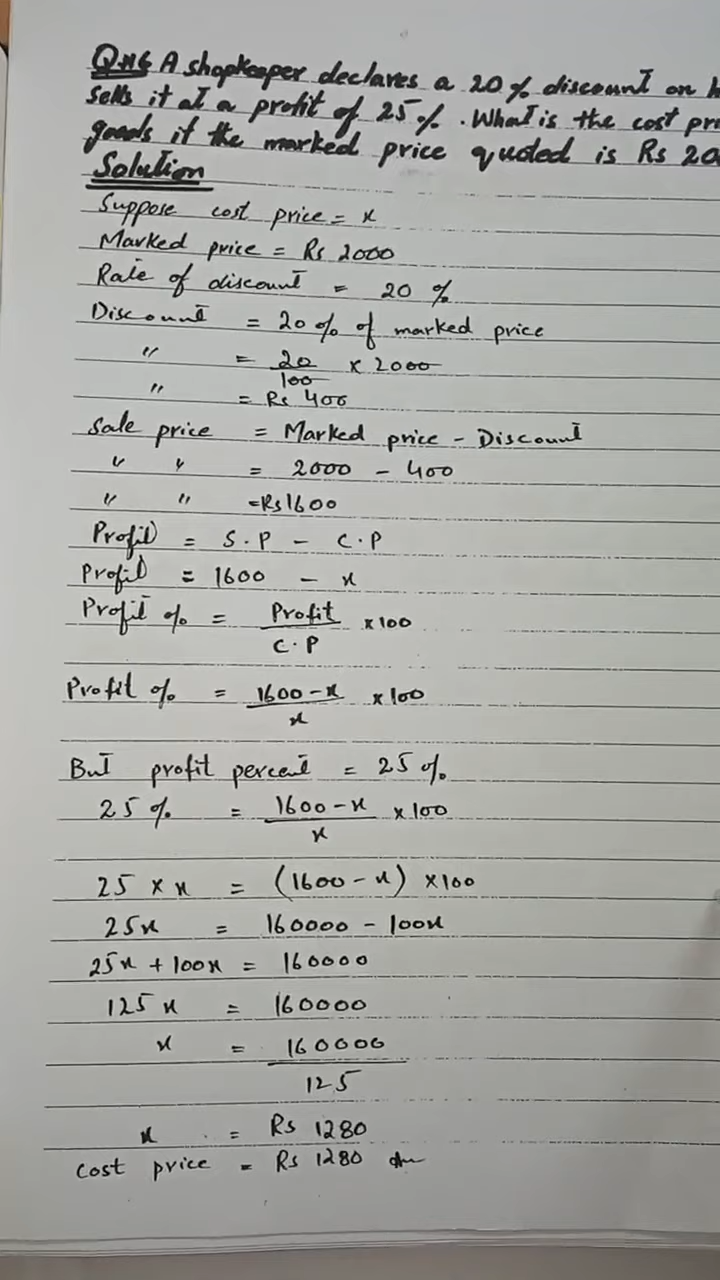 Q#16 A shopkeeper declares a 20% discount on
sells it at a profit of 25%. What is the cost
goods if the marked price quoted is Rs
Solution
Suppose cost price = x
Marked price = Rs 2000
Rate of discount = 20 %
Discount = 20% of marked price
〃 = 20/100 × 2000
〃 = Rs 400
Sale price = Marked price - Discount
〃 〃 = 2000 - 400
〃 〃 = Rs 1600
Profit = S.P - C.P
Profit = 1600 - x
Profit % = Profit/C.P × 100
Profit % = 1600-x/x × 100
But profit percent = 25%.
25 %. = 1600-x/x × 100
25 × x = (1600 - x) × 100
25x = 160000 - 100x
25x + 100x = 160000
125x = 160000
x = 160000/125
x = Rs 1280
Cost price = Rs 1280